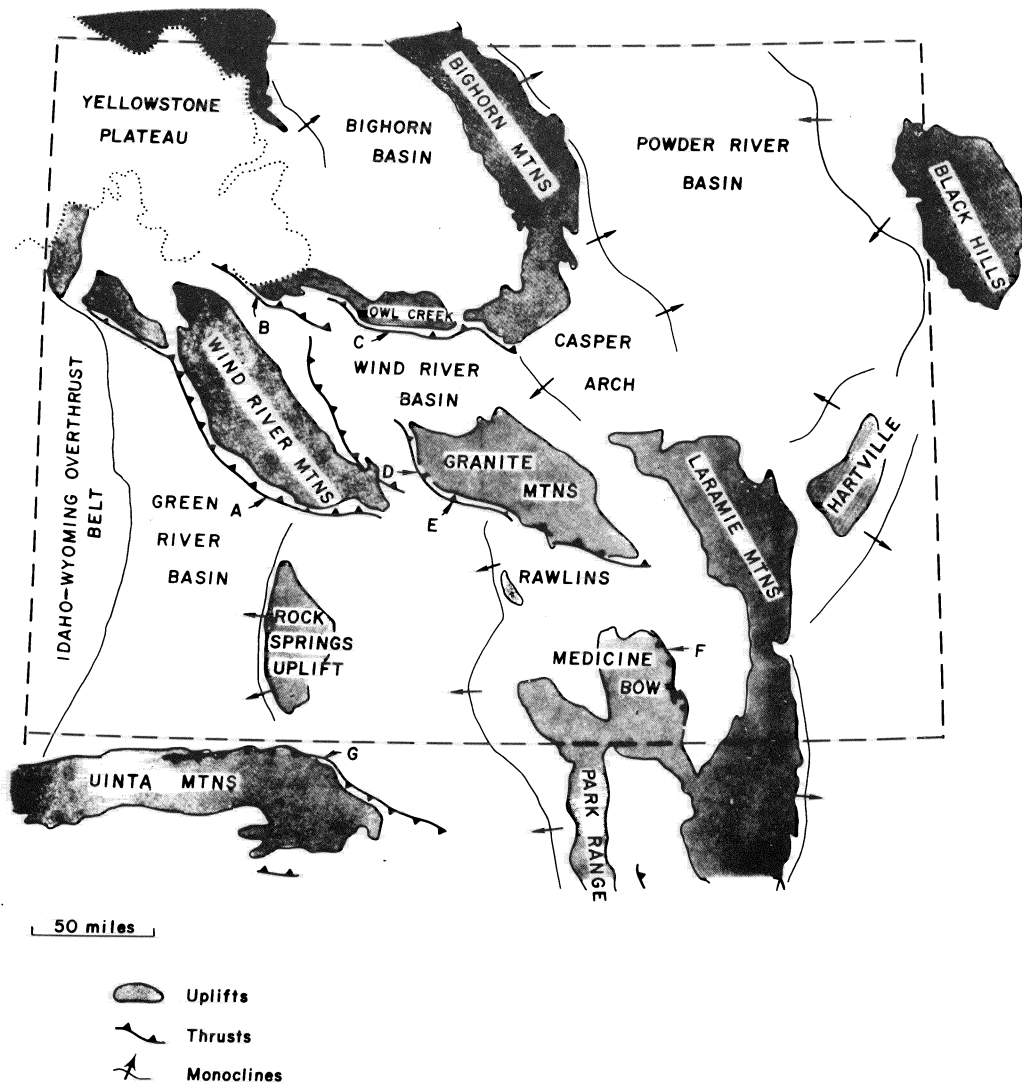 YELLOWSTONE
PLATEAU
BIGHORN
BASIN
BIGHORN MTNS
POWDER RIVER
BASIN
BLACK HILLS
B
OWL CREEK
C
WIND RIVER
BASIN
CASPER
ARCH
WIND RIVER MTNS
IDAHO–WYOMING OVERTHRUST
BELT
GREEN
RIVER
BASIN
A
D
E
GRANITE
MTNS
LARAMIE MTNS
HARTVILLE
RAWLINS
ROCK
SPRINGS
UPLIFT
MEDICINE
BOW
F
G
UINTA MTNS
PARK RANGE
50 miles
Uplifts
Thrusts
Monoclines